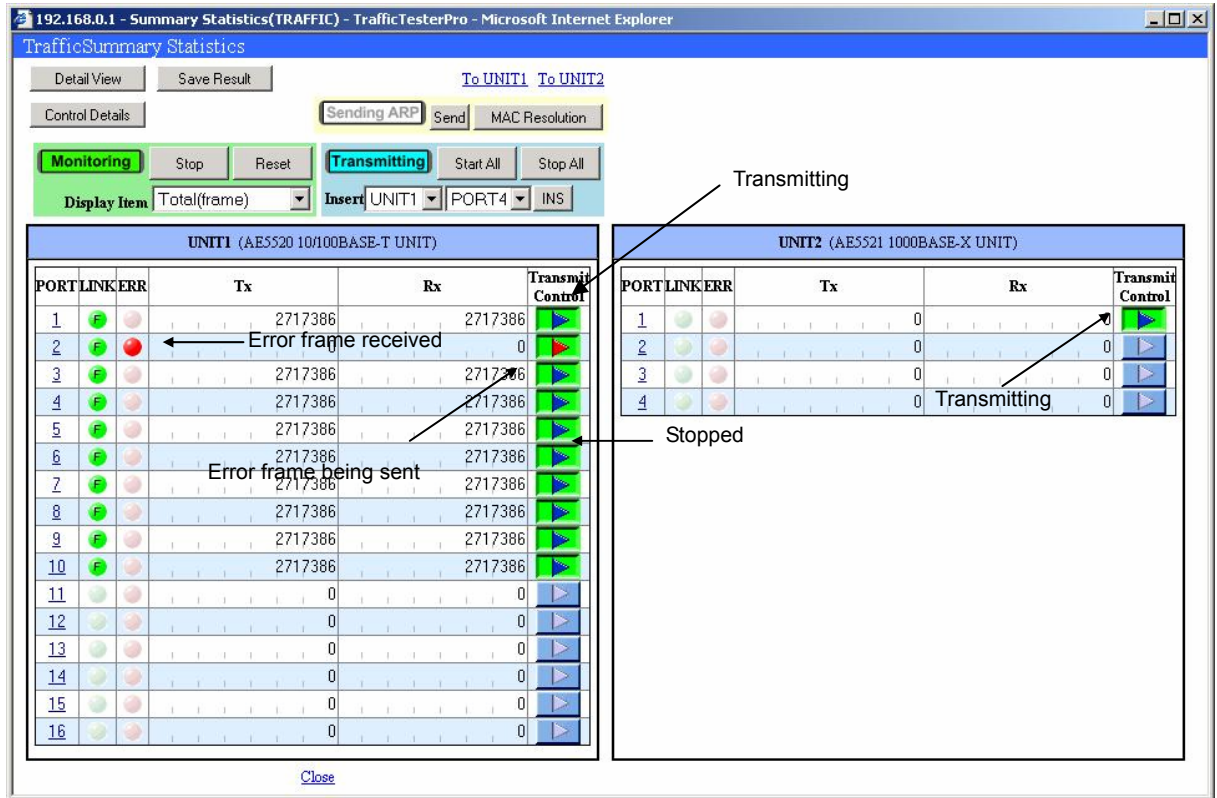 192.168.0.1 - Summary Statistics(TRAFFIC) - TrafficTesterPro - Microsoft Internet Explorer
TrafficSummary Statistics
Detail View Save Result To UNIT1 To UNIT2
Control Details Sending ARP Send MAC Resolution
Monitoring Stop Reset Transmitting Start All Stop All
Display Item Total(frame) Insert UNIT1 PORT4 INS
Transmitting
UNIT1 (AE5520 10/100BASE-T UNIT)
PORT LINK ERR Tx Rx Transmit Control
1 F 2717386 2717386
2 F 0 0
Error frame received
3 F 2717386 2717386
4 F 2717386 2717386
5 F 2717386 2717386
Stopped
6 F 2717386 2717386
Error frame being sent
7 F 2717386 2717386
8 F 2717386 2717386
9 F 2717386 2717386
10 F 2717386 2717386
11 0 0
12 0 0
13 0 0
14 0 0
15 0 0
16 0 0
UNIT2 (AE5521 1000BASE-X UNIT)
PORT LINK ERR Tx Rx Transmit Control
1 0 0
2 0 0
3 0 0
4 0 0
Transmitting
Close